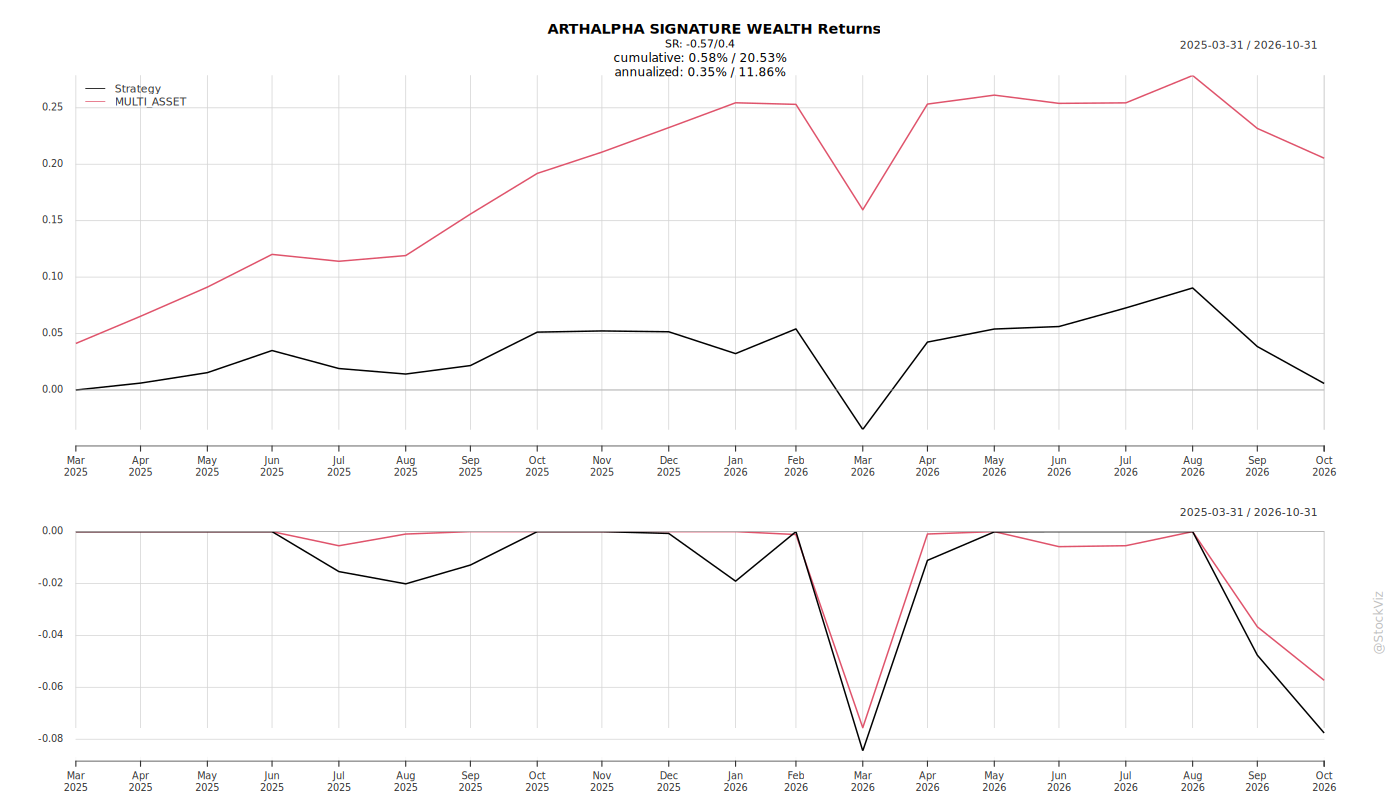 ARTHALPHA SIGNATURE WEALTH Returns
SR: -0.57/0.4
cumulative: 0.58% / 20.53%
annualized: 0.35% / 11.86%
2025-03-31 / 2026-10-31
Strategy
MULTI_ASSET
0.25
0.20
0.15
0.10
0.05
0.00
Mar Apr May Jun Jul Aug Sep Oct Nov Dec Jan Feb Mar Apr May Jun Jul Aug Sep Oct
2025 2025 2025 2025 2025 2025 2025 2025 2025 2025 2026 2026 2026 2026 2026 2026 2026 2026 2026 2026
2025-03-31 / 2026-10-31
0.00
-0.02
-0.04
-0.06
-0.08
Mar Apr May Jun Jul Aug Sep Oct Nov Dec Jan Feb Mar Apr May Jun Jul Aug Sep Oct
2025 2025 2025 2025 2025 2025 2025 2025 2025 2025 2026 2026 2026 2026 2026 2026 2026 2026 2026 2026
@StockViz